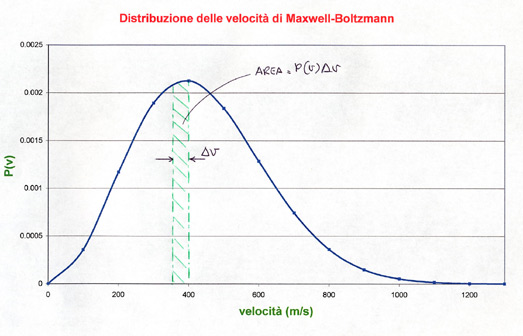 Distribuzione delle velocità di Maxwell-Boltzmann
0.0025
0.002
0.0015
0.001
0.0005
0
P(v)
AREA = P(v) Δv
Δv
0
200
400
600
800
1000
1200
velocità (m/s)